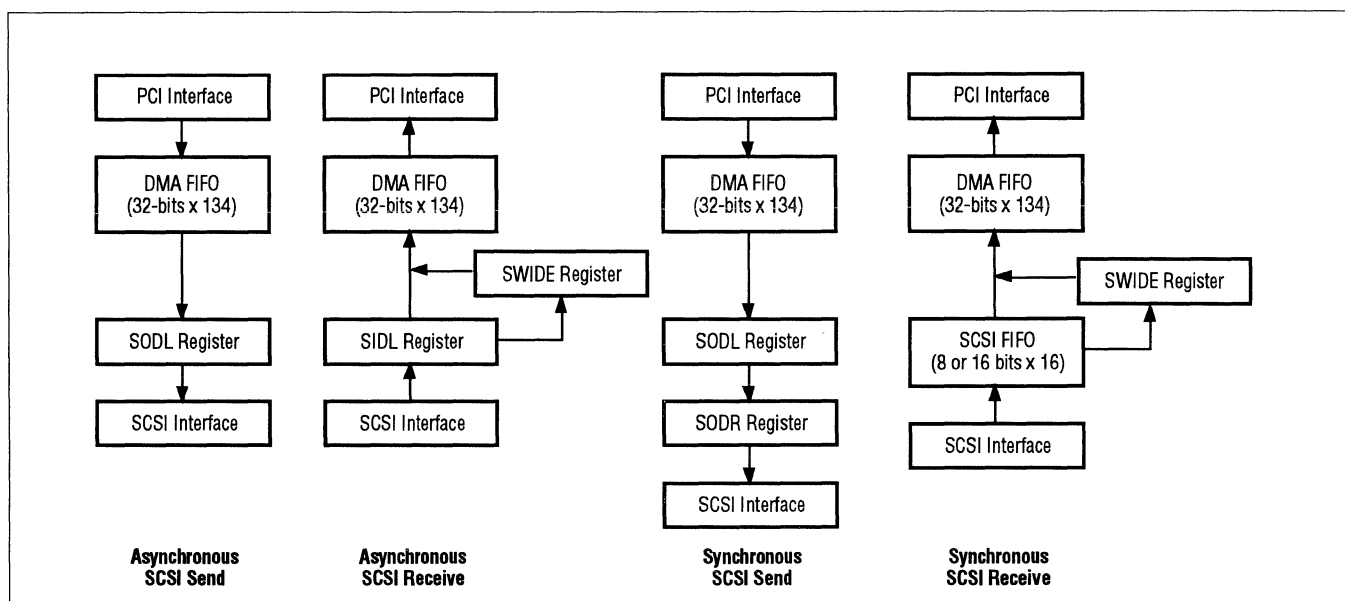 PCI Interface
DMA FIFO
(32-bits x 134)
SODL Register
SCSI Interface
Asynchronous
SCSI Send
PCI Interface
DMA FIFO
(32-bits x 134)
SWIDE Register
SIDL Register
SCSI Interface
Asynchronous
SCSI Receive
PCI Interface
DMA FIFO
(32-bits x 134)
SODL Register
SODR Register
SCSI Interface
Synchronous
SCSI Send
PCI Interface
DMA FIFO
(32-bits x 134)
SWIDE Register
SCSI FIFO
(8 or 16 bits x 16)
SCSI Interface
Synchronous
SCSI Receive